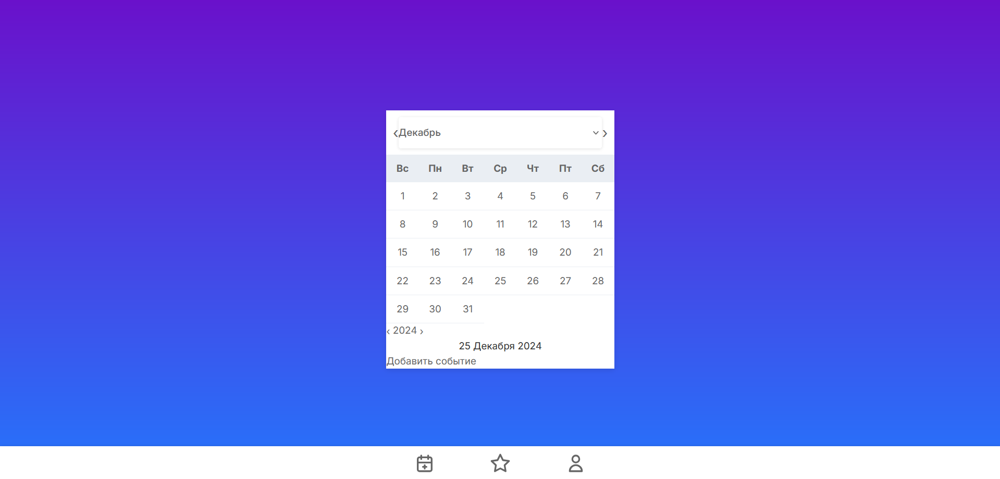 ‹ Декабрь ›
Вс Пн Вт Ср Чт Пт Сб
1 2 3 4 5 6 7
8 9 10 11 12 13 14
15 16 17 18 19 20 21
22 23 24 25 26 27 28
29 30 31
‹ 2024 ›
25 Декабря 2024
Добавить событие